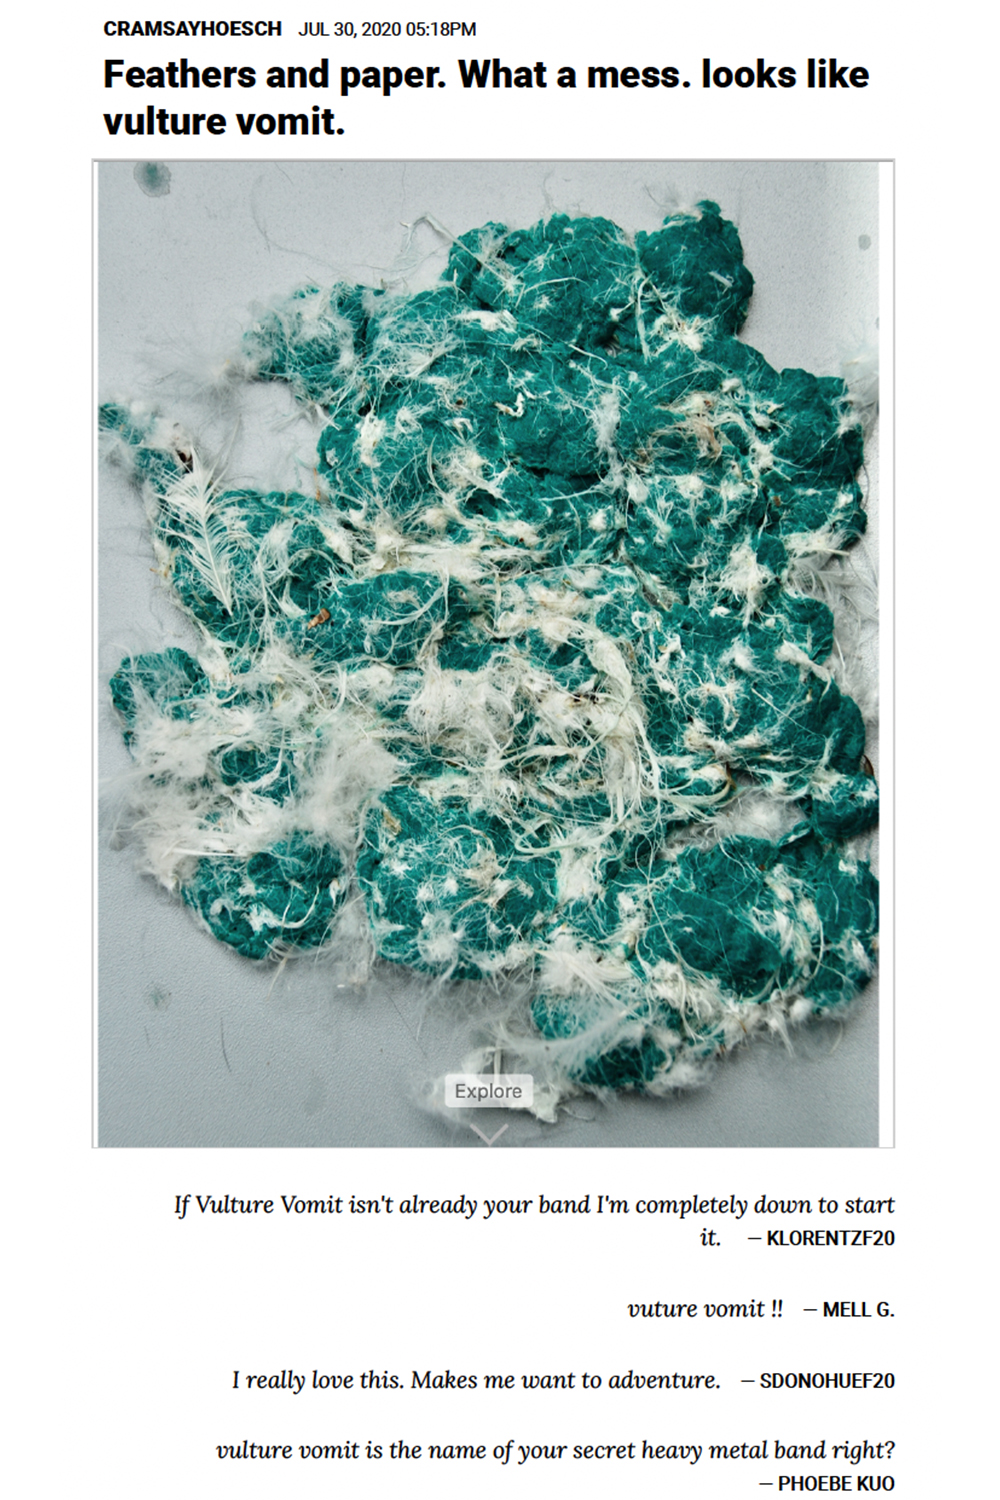 CRAMSAYHOESCH JUL 30, 2020 05:18PM
Feathers and paper. What a mess. looks like
vulture vomit.
Explore
If Vulture Vomit isn't already your band I'm completely down to start
it. — KLORENTZF20
vuture vomit !! — MELL G.
I really love this. Makes me want to adventure. — SDONOHUEF20
vulture vomit is the name of your secret heavy metal band right?
— PHOEBE KUO